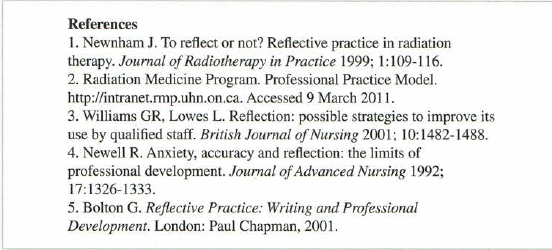 References
1. Newnham J. To reflect or not? Reflective practice in radiation
therapy. Journal of Radiotherapy in Practice 1999; 1:109-116.
2. Radiation Medicine Program. Professional Practice Model.
http://intranet.rmp.uhn.on.ca. Accessed 9 March 2011.
3. Williams GR, Lowes L. Reflection: possible strategies to improve its
use by qualified staff. British Journal of Nursing 2001; 10:1482-1488.
4. Newell R. Anxiety, accuracy and reflection: the limits of
professional development. Journal of Advanced Nursing 1992;
17:1326-1333.
5. Bolton G. Reflective Practice: Writing and Professional
Development. London: Paul Chapman, 2001.